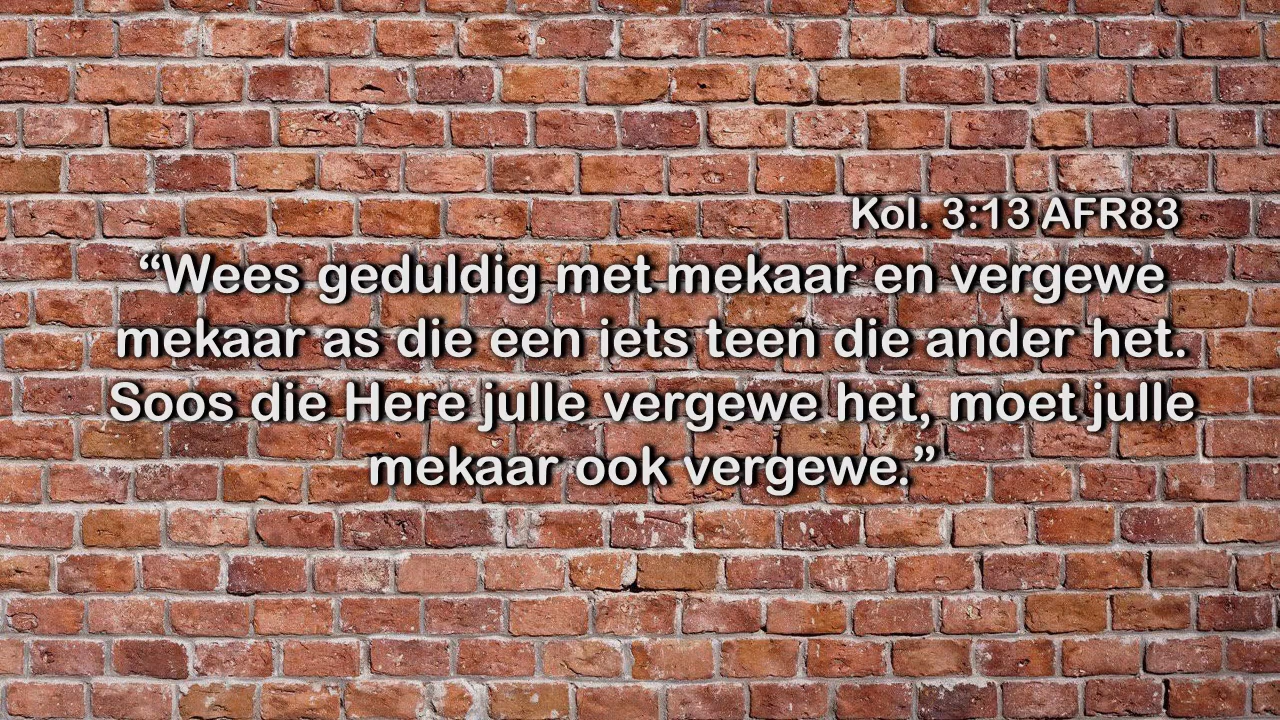 Kol. 3:13 AFR83
“Wees geduldig met mekaar en vergewe
mekaar as die een iets teen die ander het.
Soos die Here julle vergewe het, moet julle
mekaar ook vergewe.”